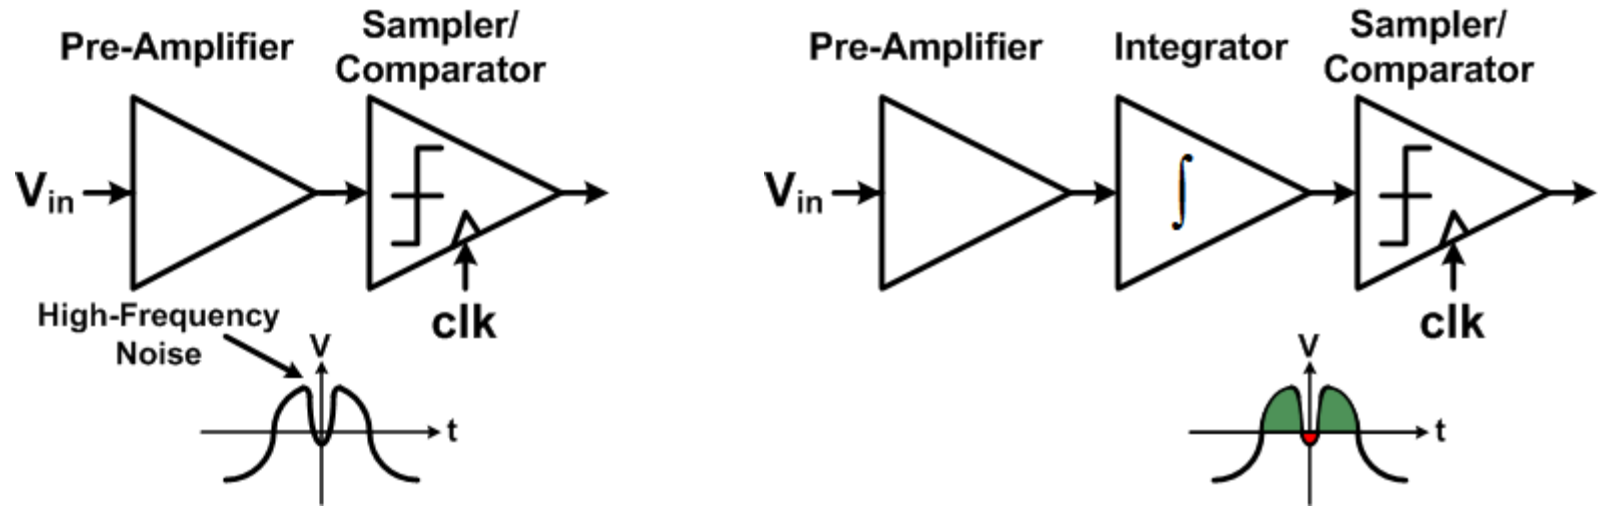 Pre-Amplifier
Sampler/
Comparator
Vin
clk
High-Frequency
Noise
V
t
Pre-Amplifier
Integrator
Sampler/
Comparator
Vin
∫
clk
V
t